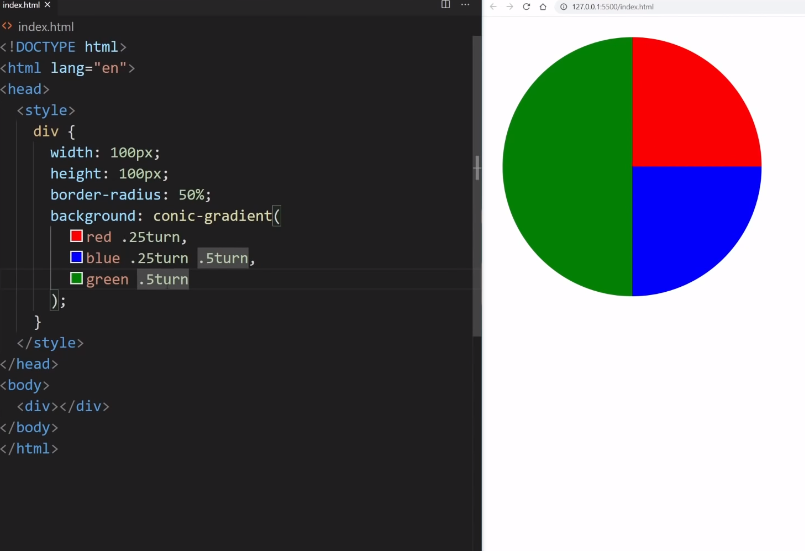 index.html ×
...
<> index.html
<!DOCTYPE html>
<html lang="en">
<head>
<style>
div {
width: 100px;
height: 100px;
border-radius: 50%;
background: conic-gradient(
red .25turn,
blue .25turn .5turn,
green .5turn
);
}
</style>
</head>
<body>
<div></div>
</body>
</html>
127.0.0.1:5500/index.html